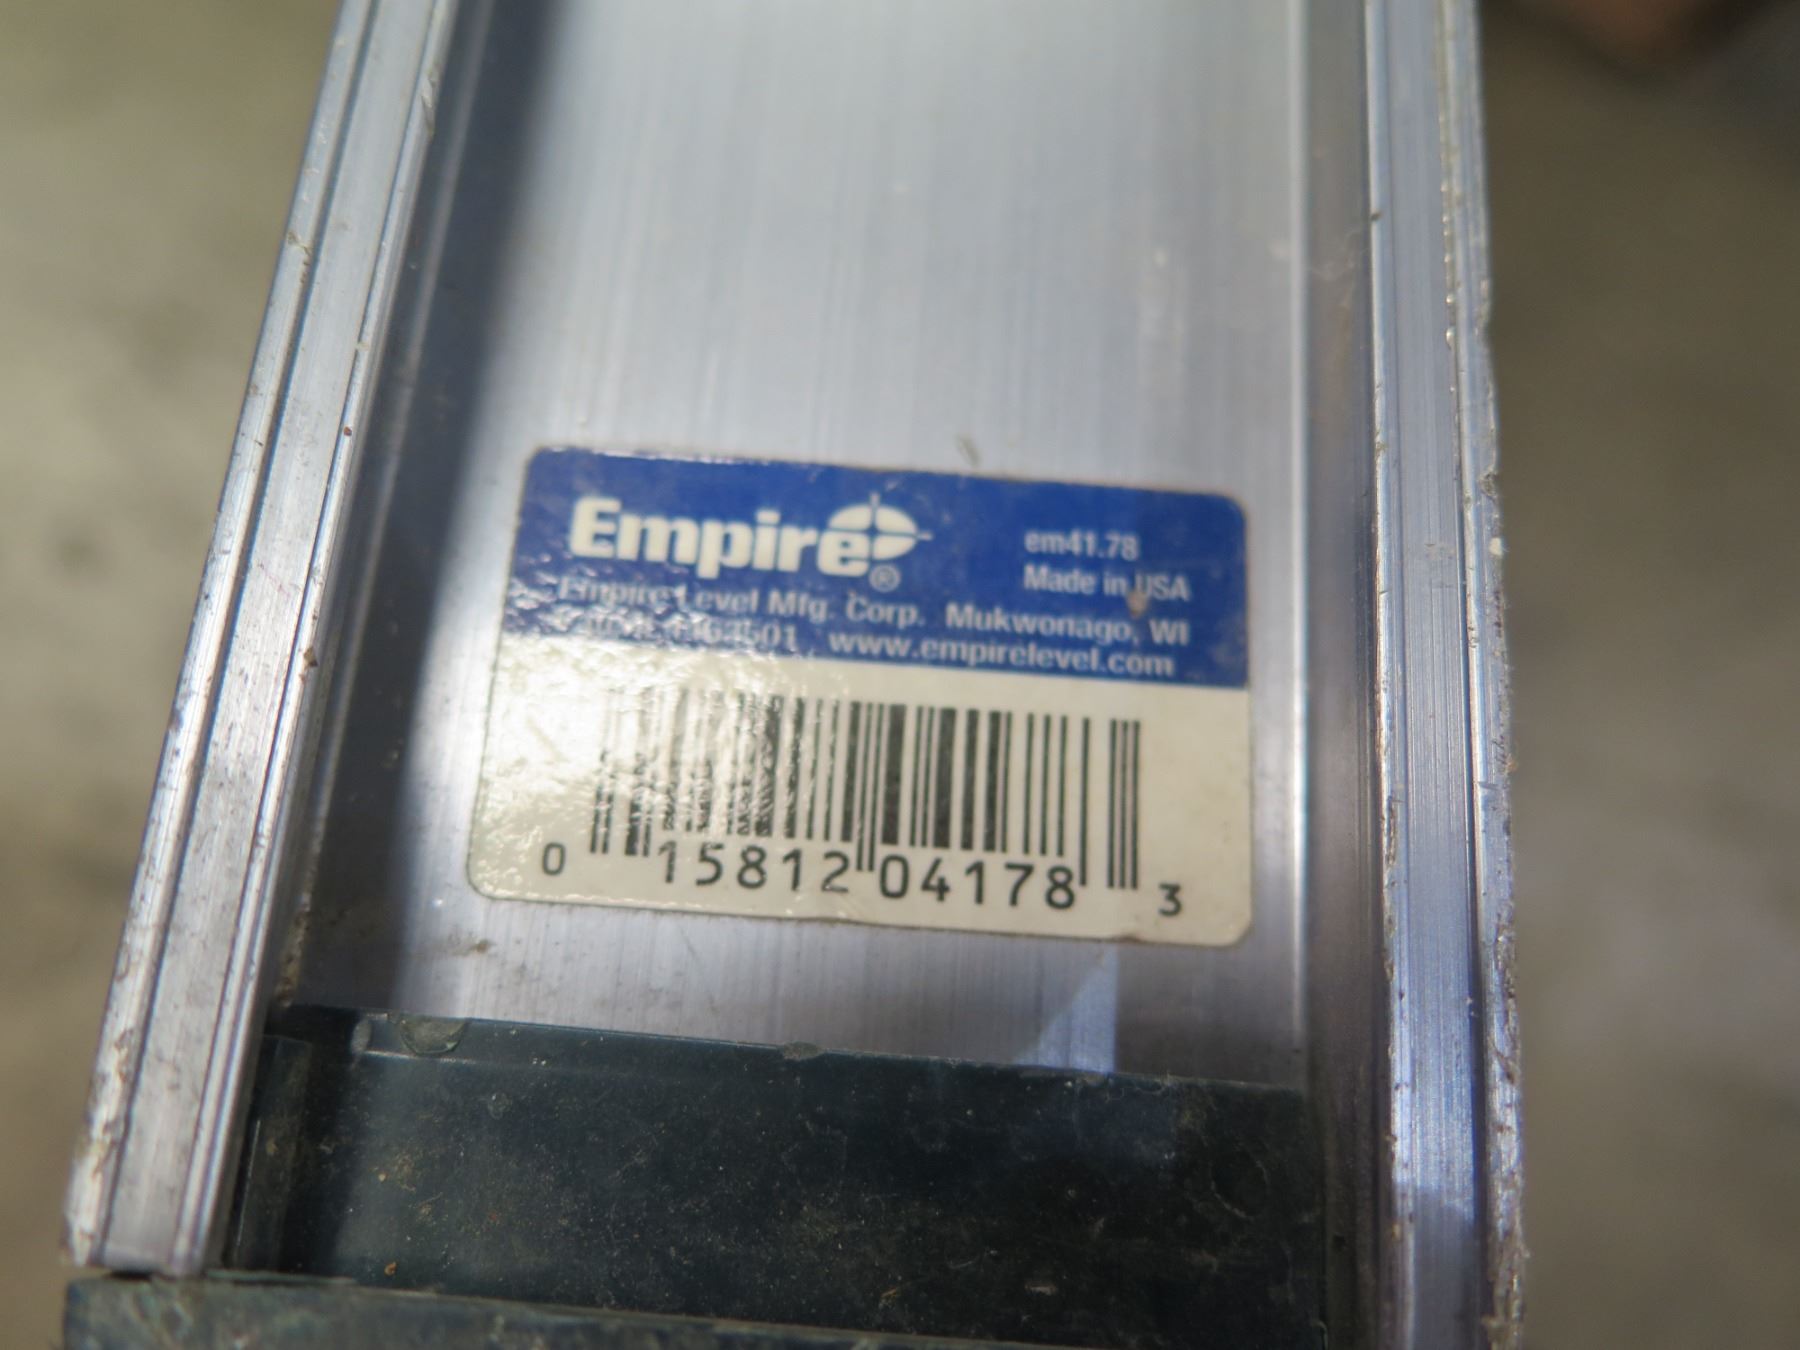 Empire®
em41.78
Made in USA
Empire Level Mfg. Corp. Mukwonago, WI
www.empirelevel.com
0 15812 04178 3